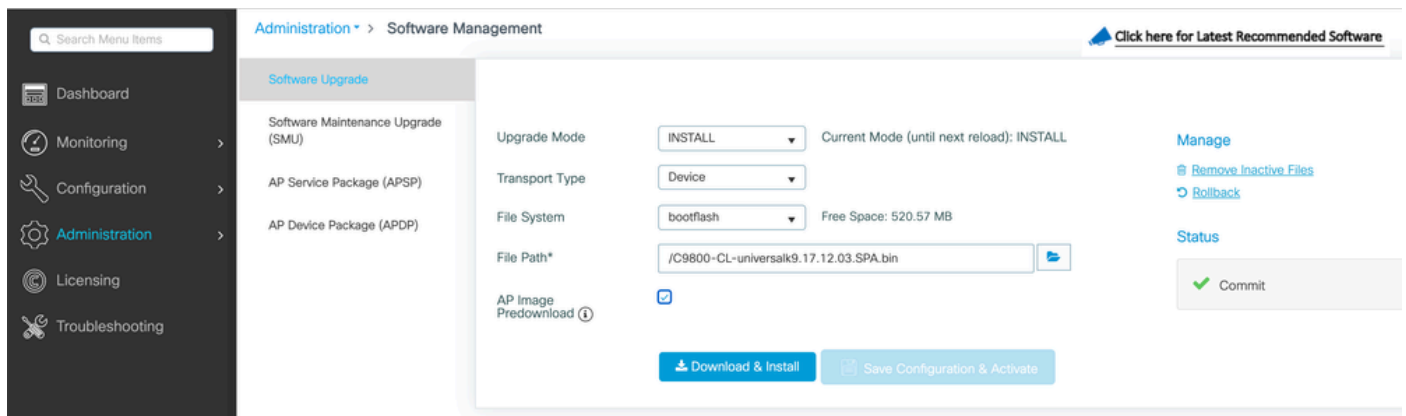 Search Menu Items
Dashboard
Monitoring
Configuration
Administration
Licensing
Troubleshooting
Administration > Software Management
Click here for Latest Recommended Software
Software Upgrade
Software Maintenance Upgrade
(SMU)
AP Service Package (APSP)
AP Device Package (APDP)
Upgrade Mode INSTALL Current Mode (until next reload): INSTALL
Transport Type Device
File System bootflash Free Space: 520.57 MB
File Path* /C9800-CL-universalk9.17.12.03.SPA.bin
AP Image
Predownload
Download & Install Save Configuration & Activate
Manage
Remove Inactive Files
Rollback
Status
Commit